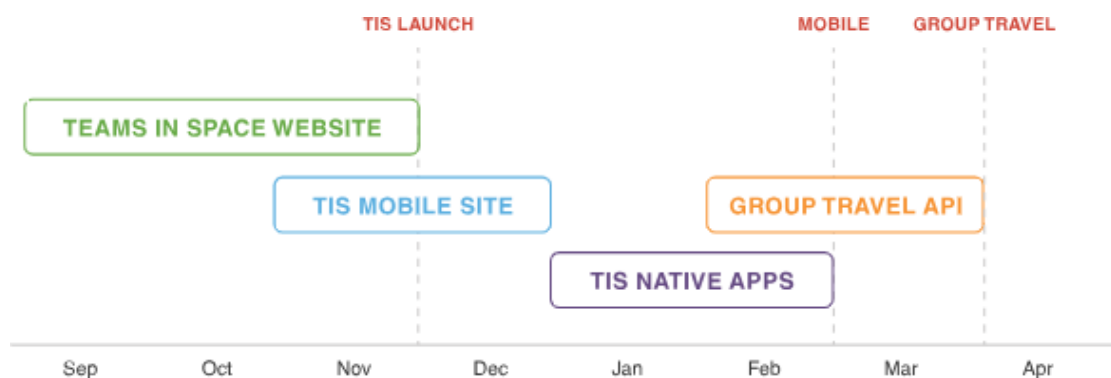 TIS LAUNCH
MOBILE
GROUP TRAVEL
TEAMS IN SPACE WEBSITE
TIS MOBILE SITE
GROUP TRAVEL API
TIS NATIVE APPS
Sep Oct Nov Dec Jan Feb Mar Apr